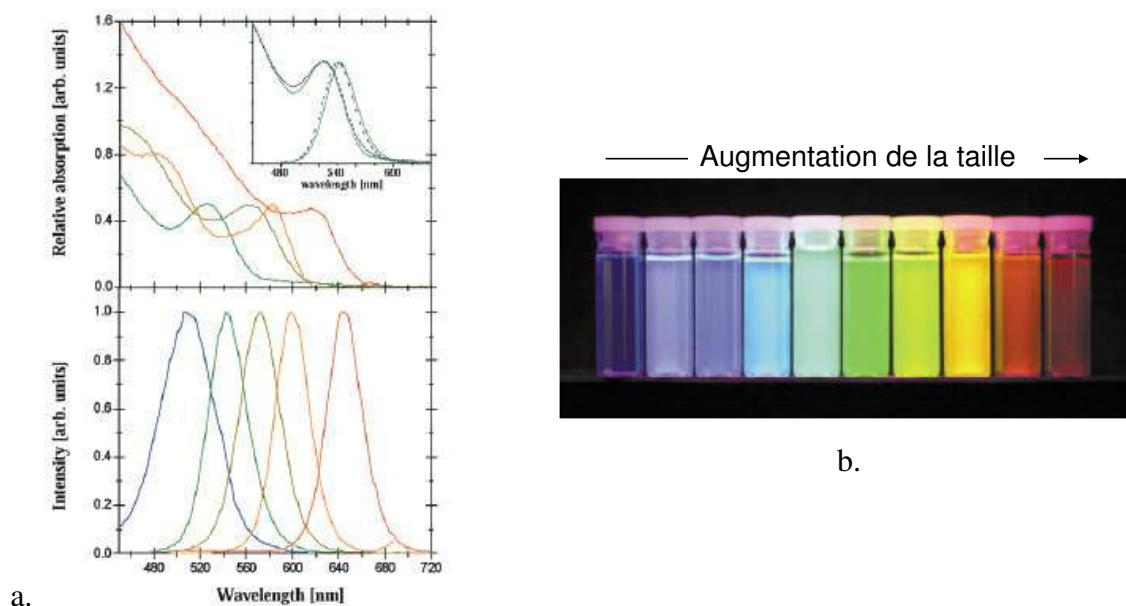 Relative absorption [arb. units]
1.6
1.2
0.8
0.4
0.0
480 540 600
wavelength [nm]
Intensity [arb. units]
1.0
0.8
0.6
0.4
0.2
0.0
480 520 560 600 640 680 720
Wavelength [nm]
a.
Augmentation de la taille
b.